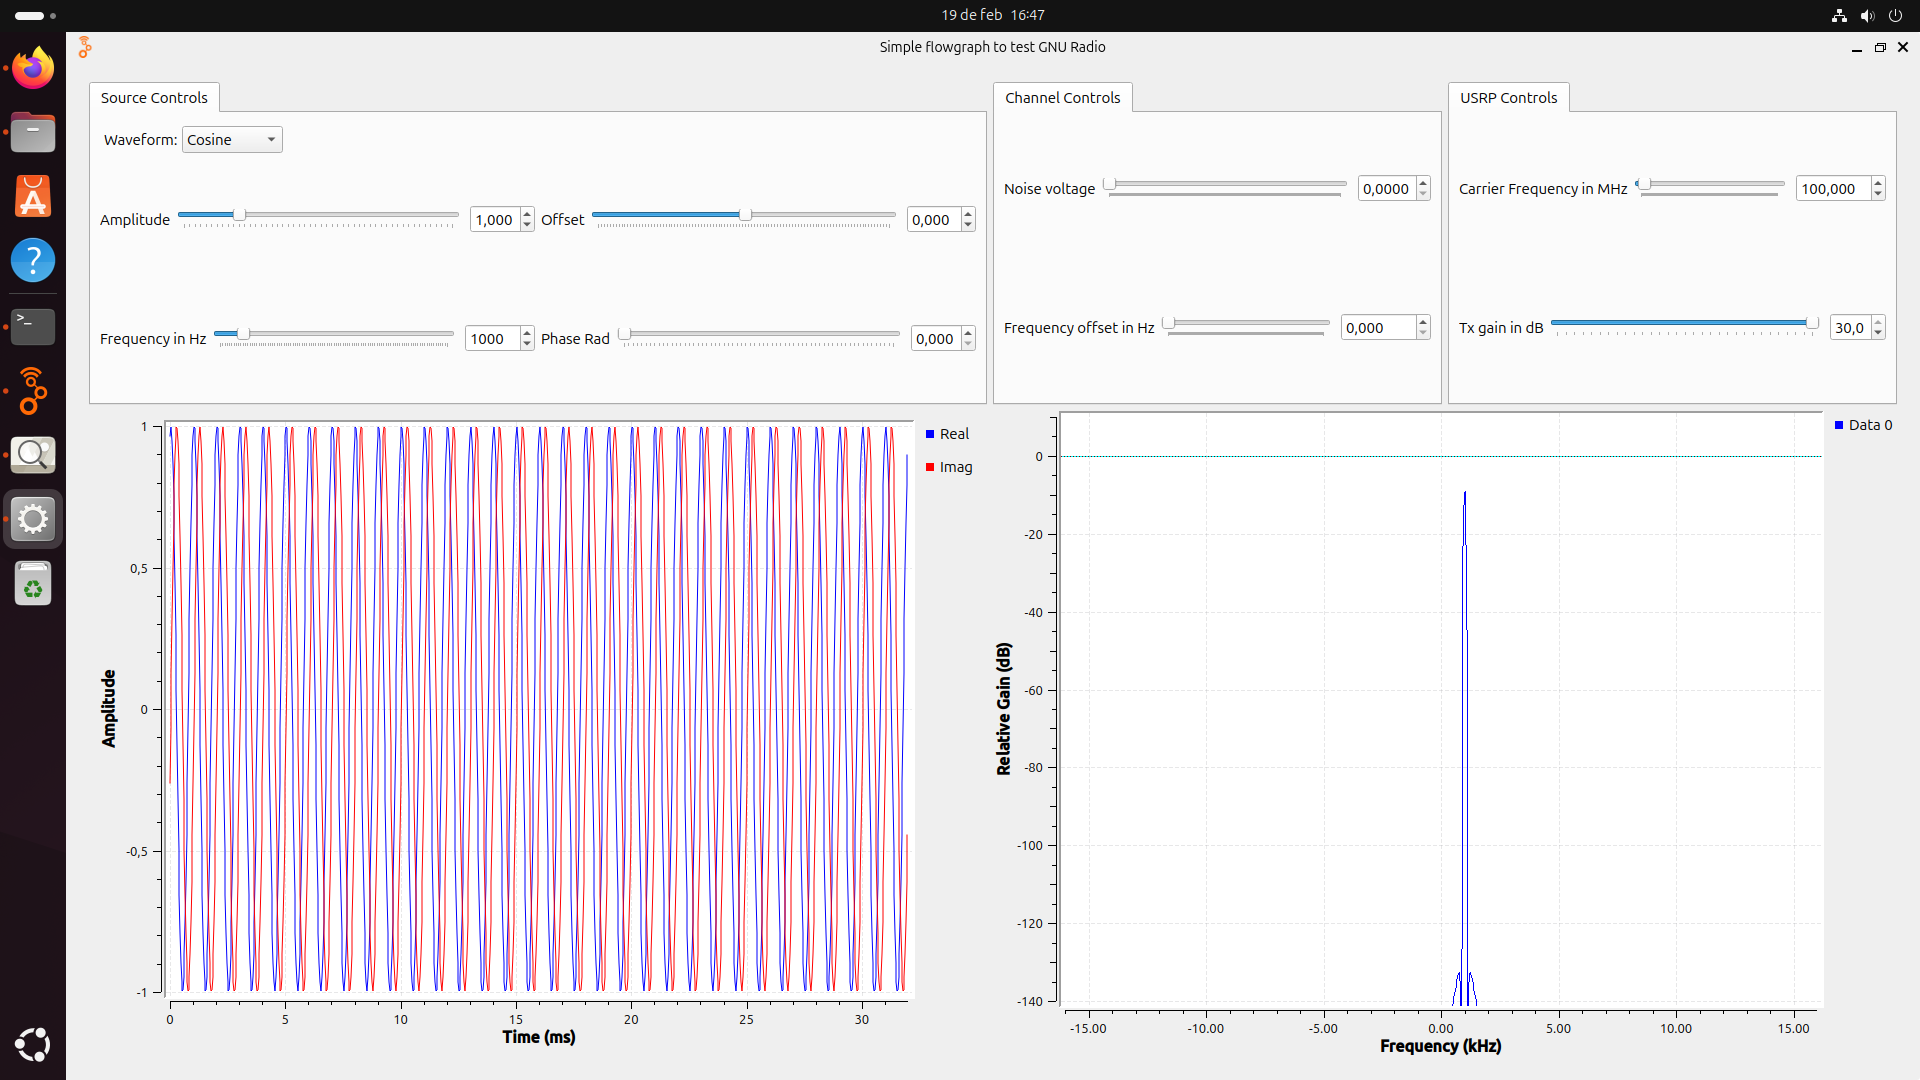 19 de feb 16:47
Simple flowgraph to test GNU Radio
Source Controls
Waveform: Cosine
Amplitude 1,000 Offset 0,000
Frequency in Hz 1000 Phase Rad 0,000
Channel Controls
Noise voltage 0,0000
Frequency offset in Hz 0,000
USRP Controls
Carrier Frequency in MHz 100,000
Tx gain in dB 30,0
Amplitude
1
0,5
0
-0,5
-1
0 5 10 15 20 25 30
Time (ms)
Real
Imag
Relative Gain (dB)
0
-20
-40
-60
-80
-100
-120
-140
-15.00 -10.00 -5.00 0.00 5.00 10.00 15.00
Frequency (kHz)
Data 0